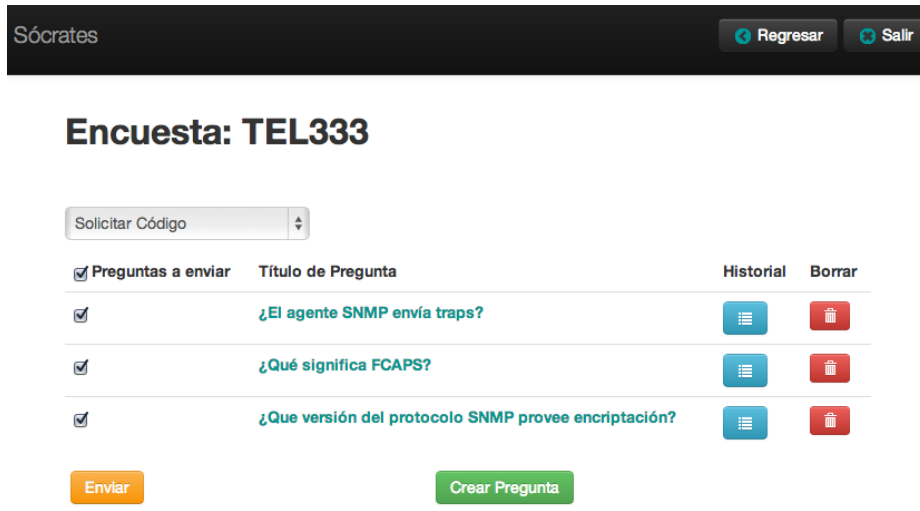 Sócrates Regresar Salir
Encuesta: TEL333
Solicitar Código
Preguntas a enviar Título de Pregunta Historial Borrar
¿El agente SNMP envía traps?
¿Qué significa FCAPS?
¿Que versión del protocolo SNMP provee encriptación?
Enviar Crear Pregunta